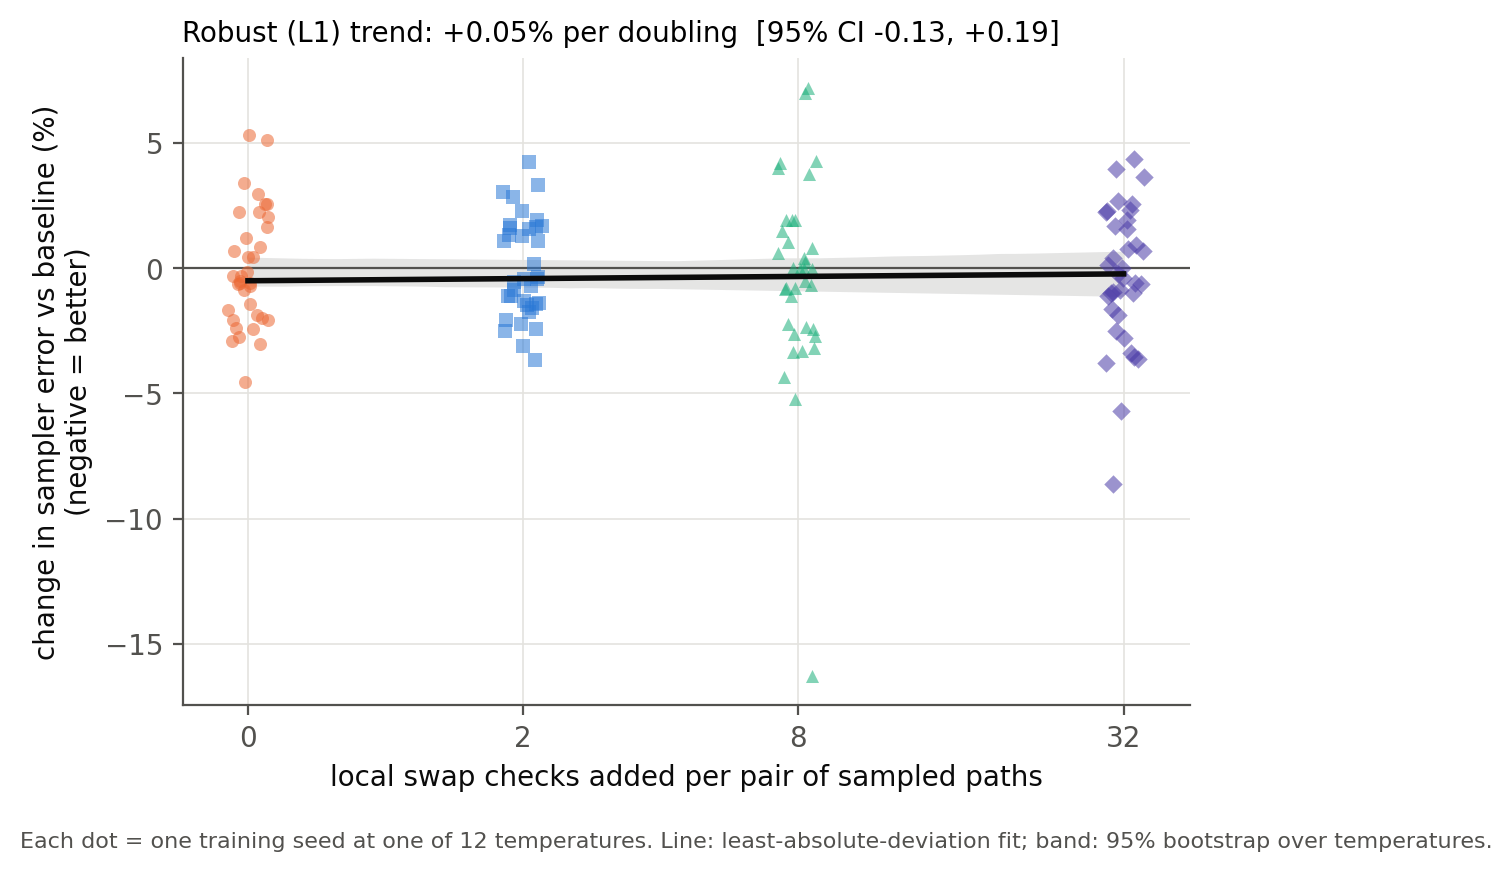 Robust (L1) trend: +0.05% per doubling  [95% CI -0.13, +0.19]
change in sampler error vs baseline (%)
(negative = better)
5
0
−5
−10
−15
0
2
8
32
local swap checks added per pair of sampled paths
Each dot = one training seed at one of 12 temperatures. Line: least-absolute-deviation fit; band: 95% bootstrap over temperatures.